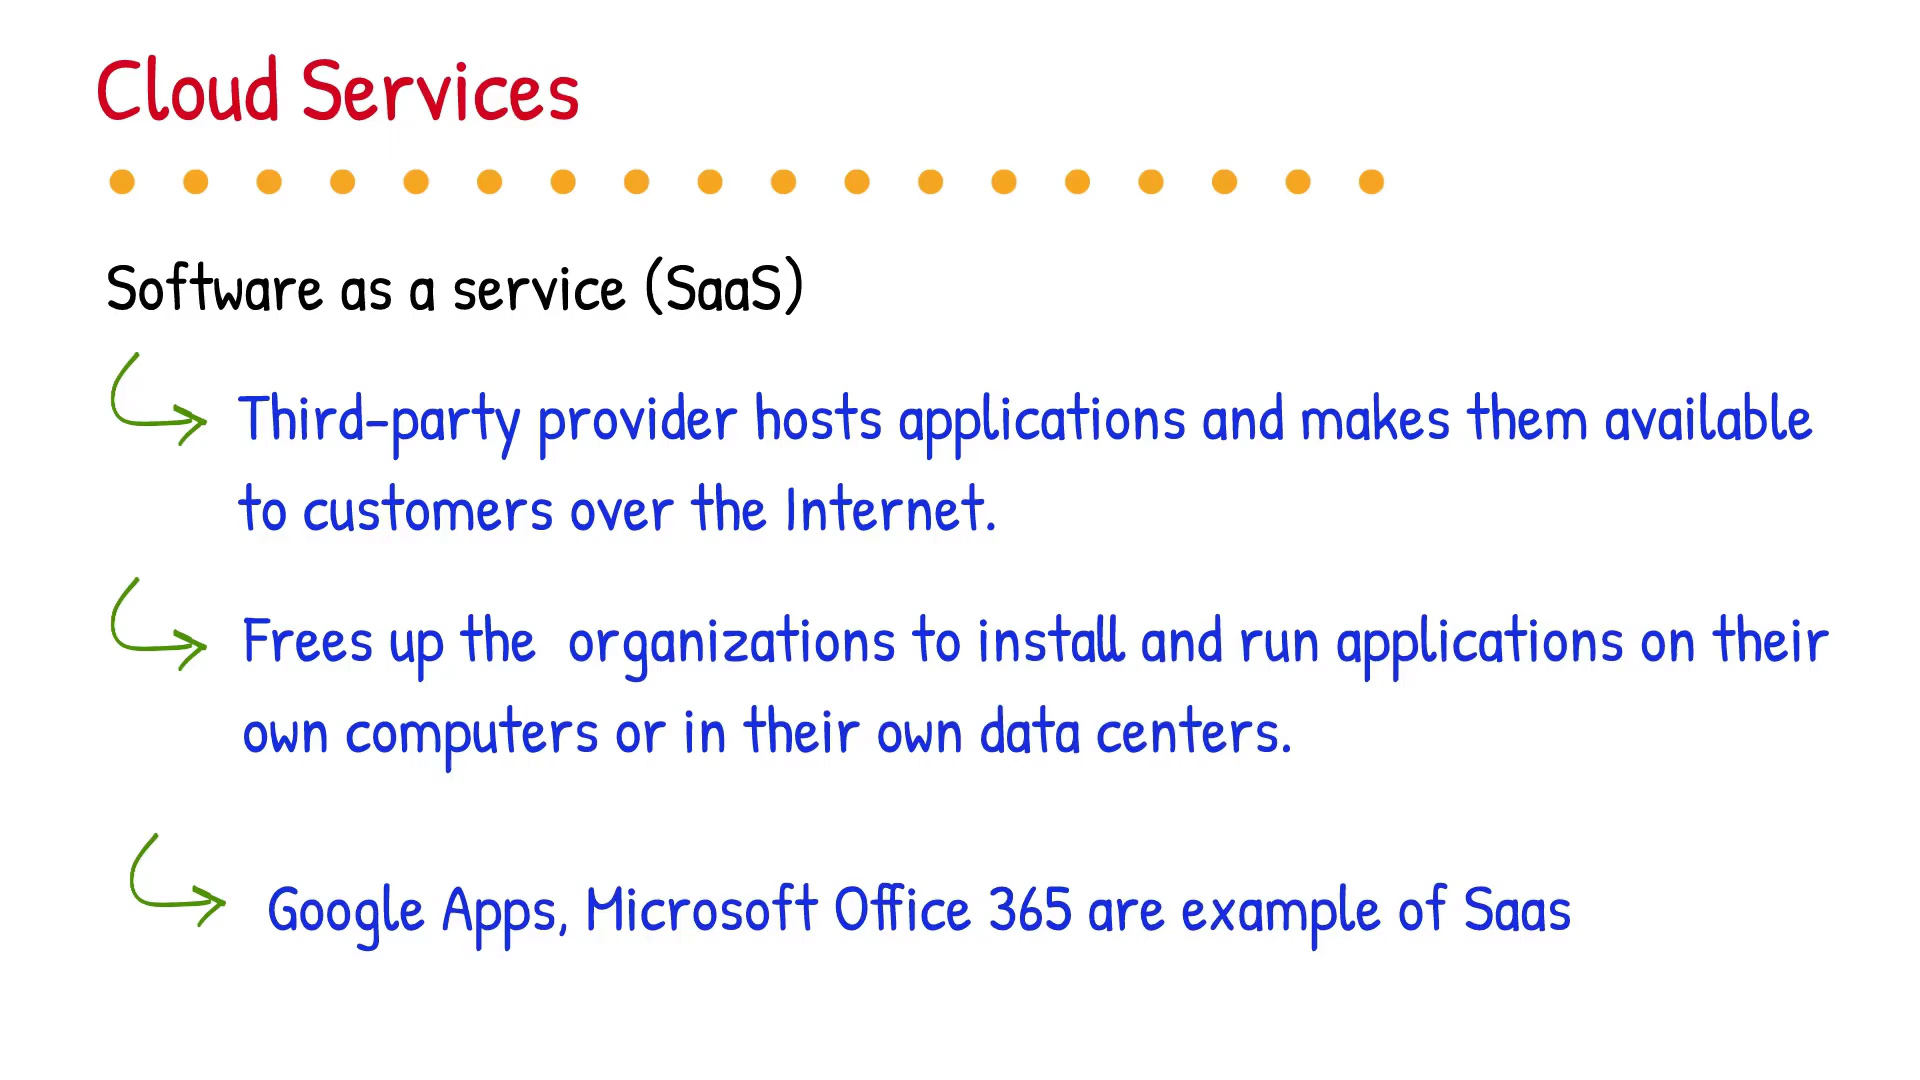 Cloud Services
Software as a service (SaaS)
Third-party provider hosts applications and makes them available
to customers over the Internet.
Frees up the organizations to install and run applications on their
own computers or in their own data centers.
Google Apps, Microsoft Office 365 are example of Saas